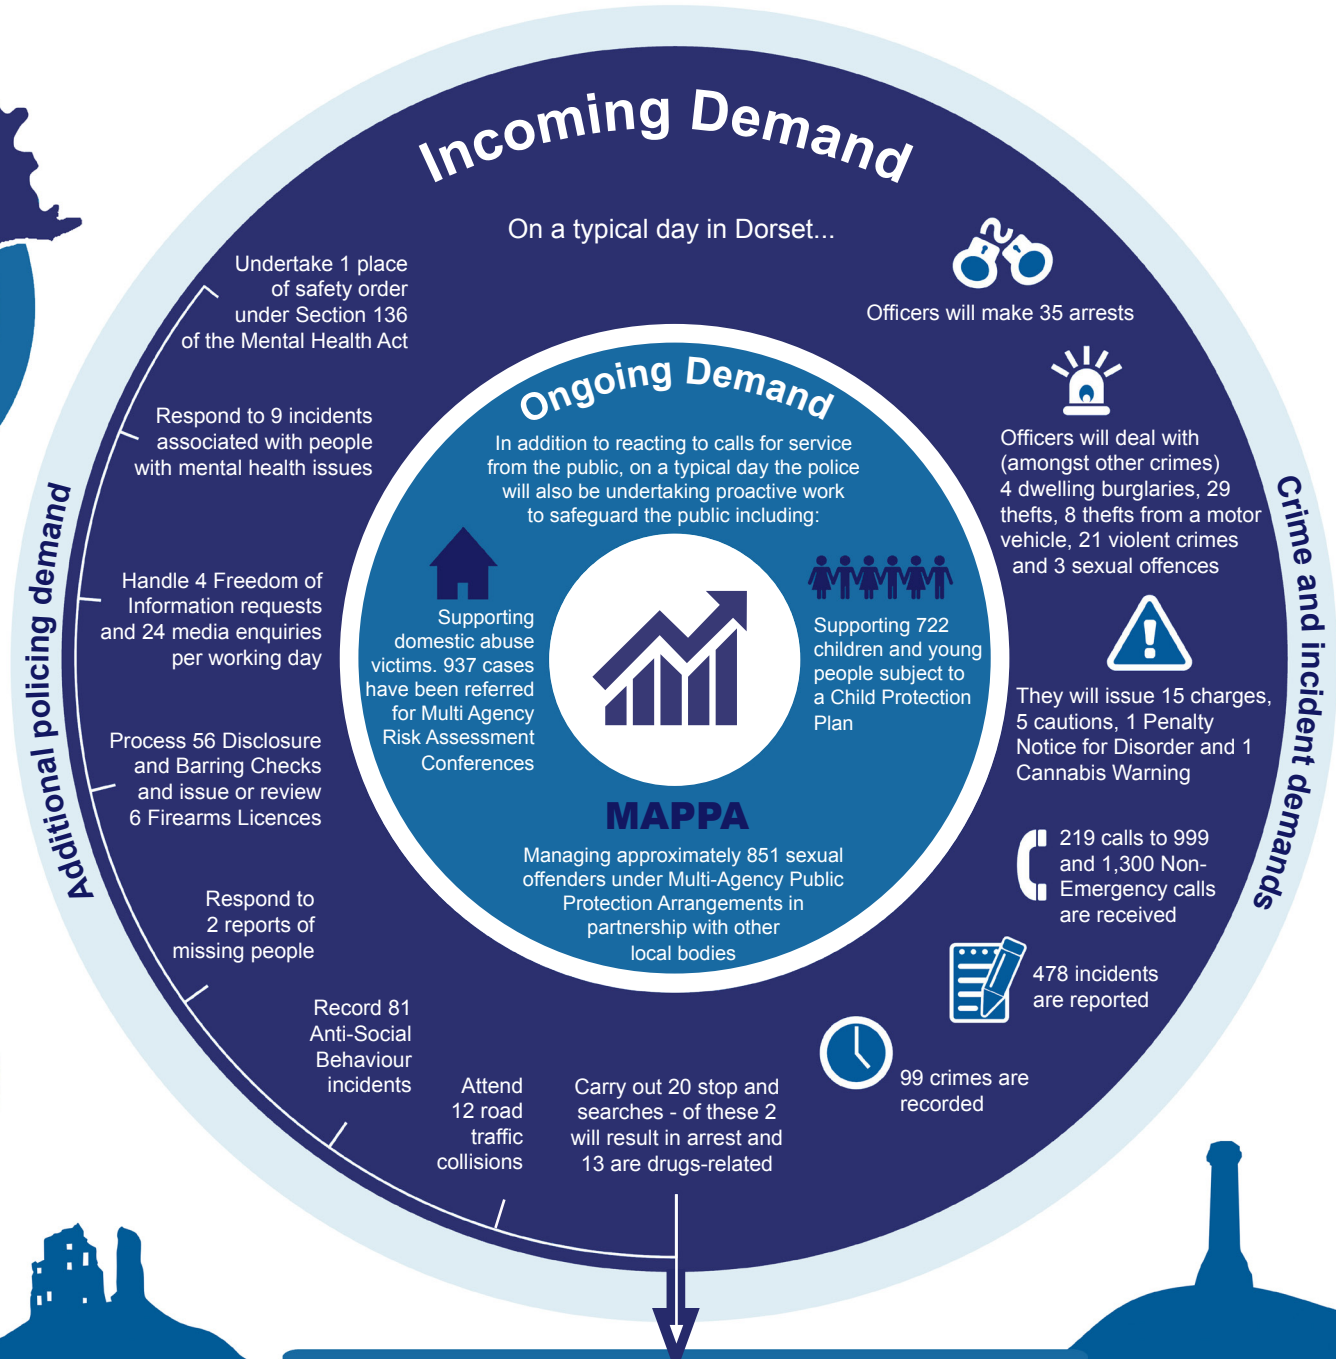 Incoming Demand
On a typical day in Dorset...
Undertake 1 place
of safety order
under Section 136
of the Mental Health Act
Respond to 9 incidents
associated with people
with mental health issues
Handle 4 Freedom of
Information requests
and 24 media enquiries
per working day
Process 56 Disclosure
and Barring Checks
and issue or review
6 Firearms Licences
Respond to
2 reports of
missing people
Record 81
Anti-Social
Behaviour
incidents
Attend
12 road
traffic
collisions
Carry out 20 stop and
searches - of these 2
will result in arrest and
13 are drugs-related
Additional policing demand
Ongoing Demand
In addition to reacting to calls for service
from the public, on a typical day the police
will also be undertaking proactive work
to safeguard the public including:
Supporting
domestic abuse
victims. 937 cases
have been referred
for Multi Agency
Risk Assessment
Conferences
Supporting 722
children and young
people subject to
a Child Protection
Plan
MAPPA
Managing approximately 851 sexual
offenders under Multi-Agency Public
Protection Arrangements in
partnership with other
local bodies
Officers will make 35 arrests
Officers will deal with
(amongst other crimes)
4 dwelling burglaries, 29
thefts, 8 thefts from a motor
vehicle, 21 violent crimes
and 3 sexual offences
They will issue 15 charges,
5 cautions, 1 Penalty
Notice for Disorder and 1
Cannabis Warning
219 calls to 999
and 1,300 Non-
Emergency calls
are received
478 incidents
are reported
99 crimes are
recorded
Crime and incident demands